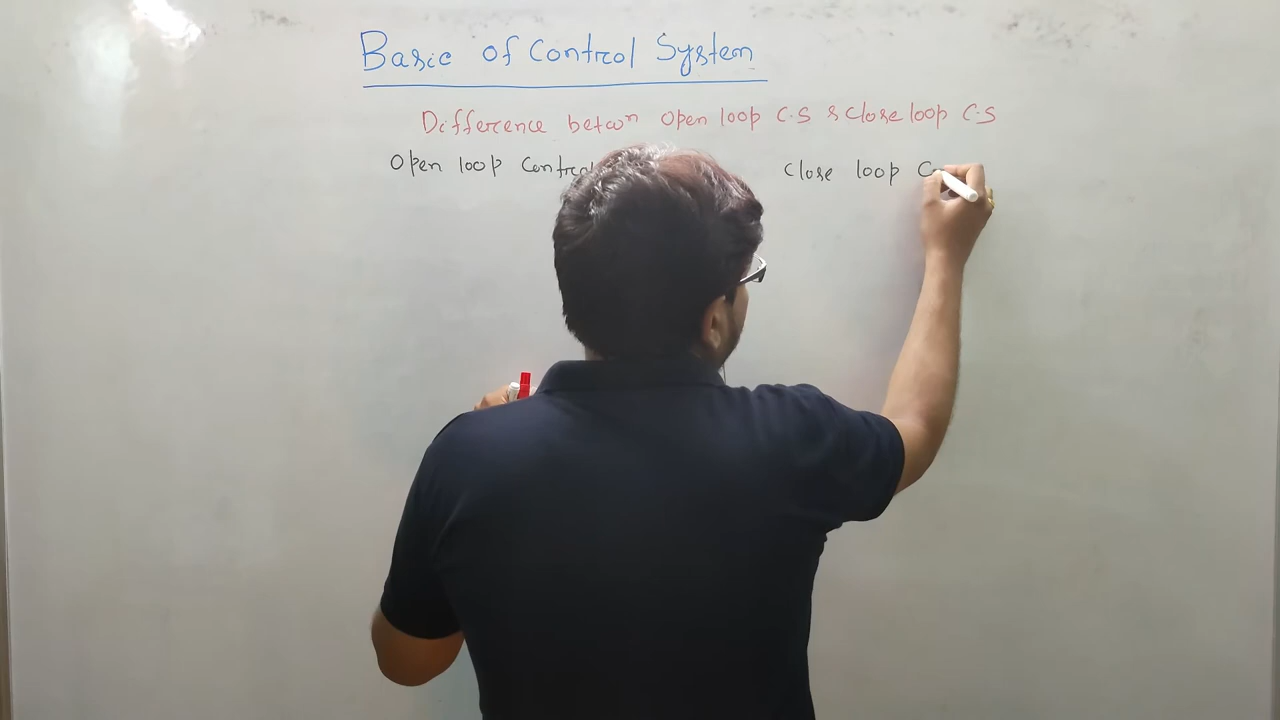 Basic of Control System
Difference betwn Open loop C.S & Close loop C.S
Open loop Close loop